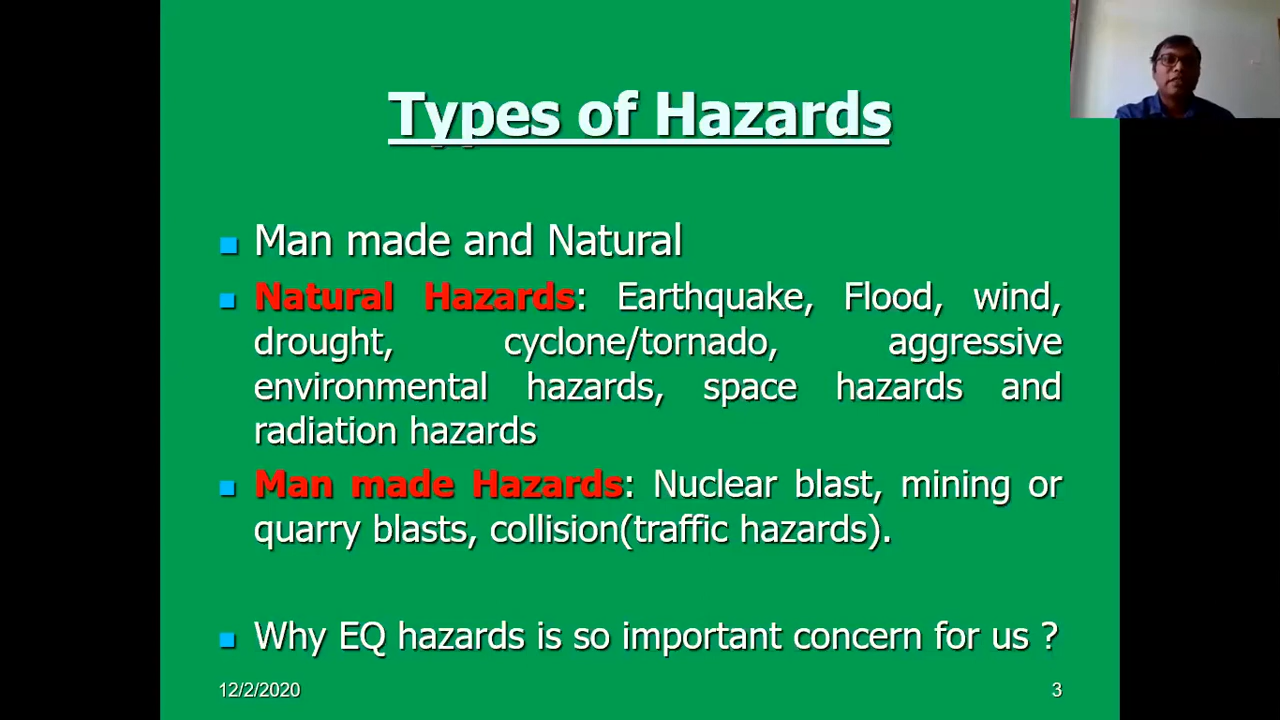 Types of Hazards
Man made and Natural
Natural Hazards: Earthquake, Flood, wind,
drought, cyclone/tornado, aggressive
environmental hazards, space hazards and
radiation hazards
Man made Hazards: Nuclear blast, mining or
quarry blasts, collision(traffic hazards).
Why EQ hazards is so important concern for us ?
12/2/2020
3